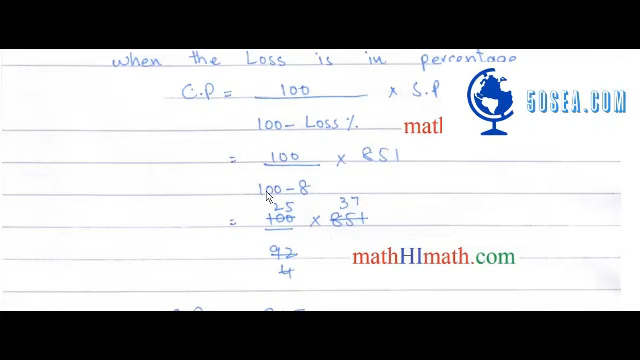 when the Loss is in percentage
C.P = 100 × S.P
100 - Loss %
50SEA.COM
math
= 100 × 851
100 - 8
25 37
= 100 × 851
92
4
mathHImath.com